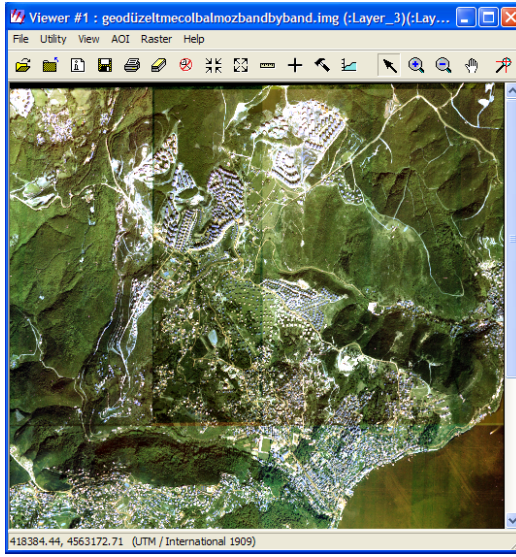 Viewer #1 : geodüzeltmecolbalmozbandbyband.img (:Layer_3)(:Lay...
File Utility View AOI Raster Help
418384.44, 4563172.71 (UTM / International 1909)